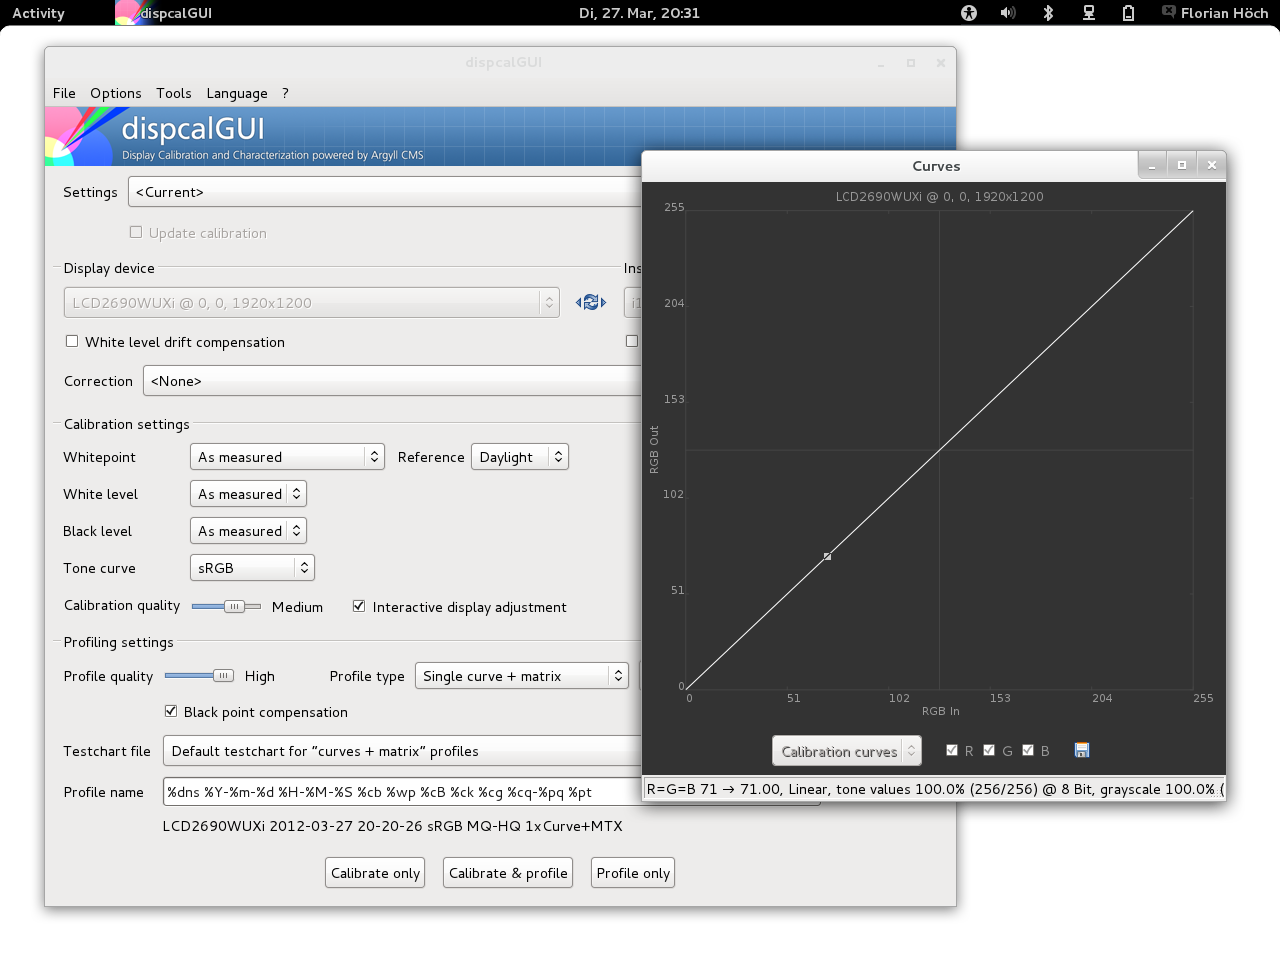 Activity
dispcalGUI
Di, 27. Mar, 20:31
Florian Höch
dispcalGUI
File Options Tools Language ?
dispcalGUI
Display Calibration and Characterization powered by Argyll CMS
Settings <Current>
Update calibration
Display device
LCD2690WUXi @ 0, 0, 1920x1200
White level drift compensation
Correction <None>
Calibration settings
Whitepoint As measured Reference Daylight
White level As measured
Black level As measured
Tone curve sRGB
Calibration quality Medium Interactive display adjustment
Profiling settings
Profile quality High Profile type Single curve + matrix
Black point compensation
Testchart file Default testchart for “curves + matrix” profiles
Profile name %dns %Y-%m-%d %H-%M-%S %cb %wp %cB %ck %cg %cq-%pq %pt
LCD2690WUXi 2012-03-27 20-20-26 sRGB MQ-HQ 1xCurve+MTX
Calibrate only Calibrate & profile Profile only
Curves
LCD2690WUXi @ 0, 0, 1920x1200
255
204
153
102
51
0
RGB Out
0 51 102 153 204 255
RGB In
Calibration curves R G B
R=G=B 71 → 71.00, Linear, tone values 100.0% (256/256) @ 8 Bit, grayscale 100.0% (